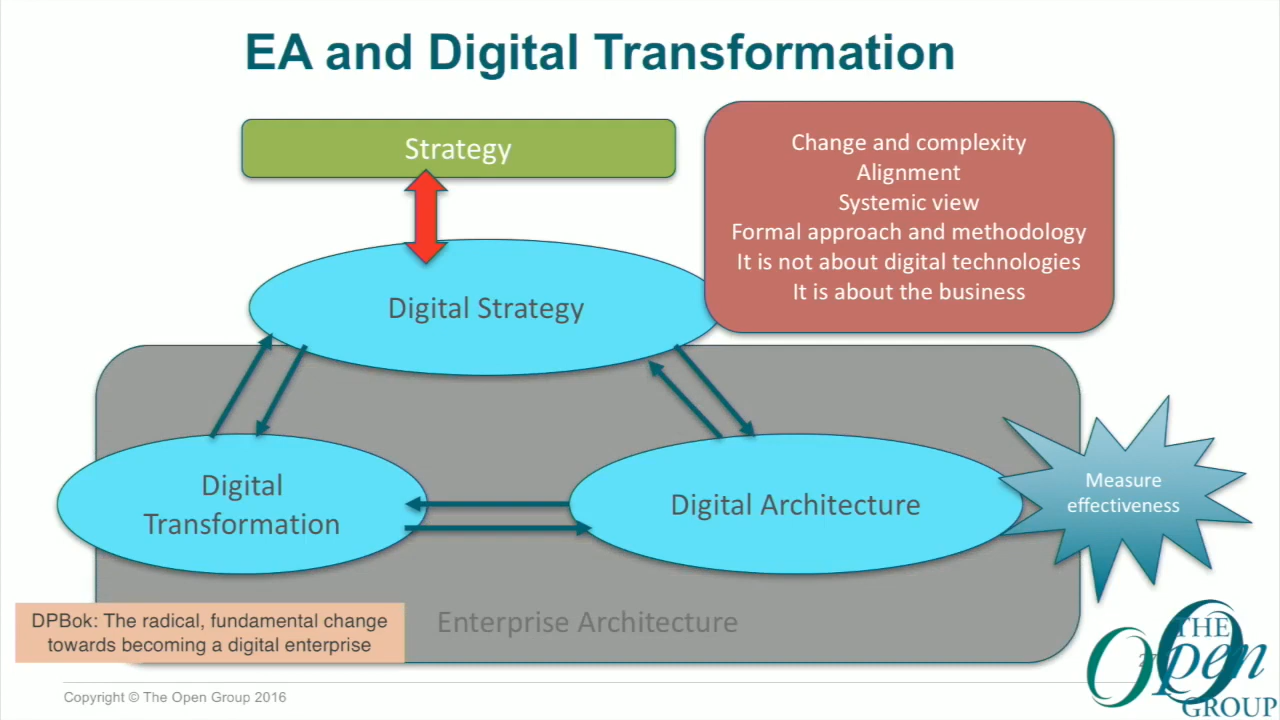 EA and Digital Transformation
Strategy
Change and complexity
Alignment
Systemic view
Formal approach and methodology
It is not about digital technologies
It is about the business
Digital Strategy
Digital
Transformation
Digital Architecture
Measure
effectiveness
Enterprise Architecture
DPBok: The radical, fundamental change
towards becoming a digital enterprise
Copyright © The Open Group 2016
THE
Open
GROUP